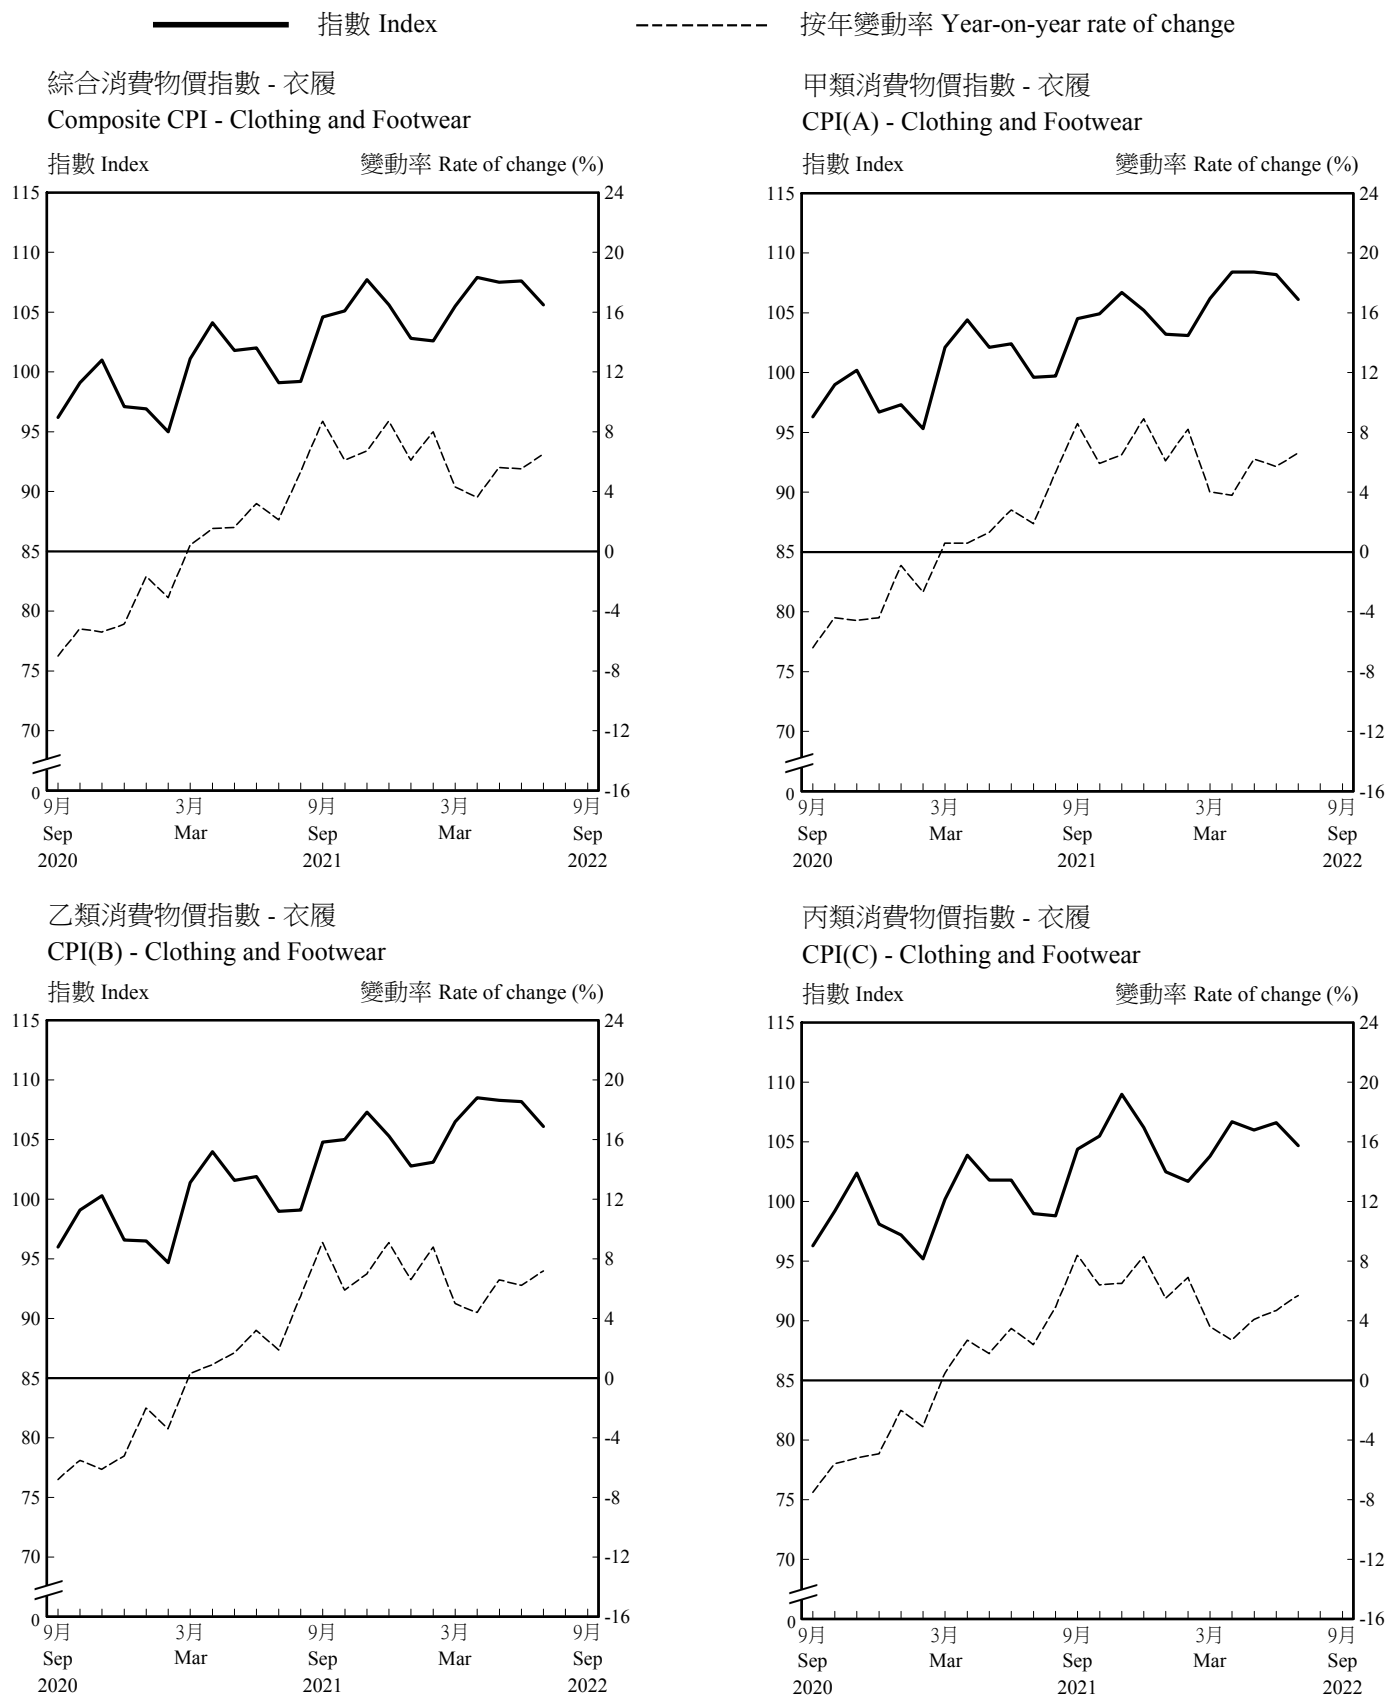 指數 Index
按年變動率 Year-on-year rate of change
綜合消費物價指數 - 衣履
Composite CPI - Clothing and Footwear
指數 Index 變動率 Rate of change (%)
115 24
110 20
105 16
100 12
95 8
90 4
85 0
80 -4
75 -8
70 -12
0 -16
9月 3月 9月 3月 9月
Sep Mar Sep Mar Sep
2020 2021 2022
甲類消費物價指數 - 衣履
CPI(A) - Clothing and Footwear
指數 Index 變動率 Rate of change (%)
115 24
110 20
105 16
100 12
95 8
90 4
85 0
80 -4
75 -8
70 -12
0 -16
9月 3月 9月 3月 9月
Sep Mar Sep Mar Sep
2020 2021 2022
乙類消費物價指數 - 衣履
CPI(B) - Clothing and Footwear
指數 Index 變動率 Rate of change (%)
115 24
110 20
105 16
100 12
95 8
90 4
85 0
80 -4
75 -8
70 -12
0 -16
9月 3月 9月 3月 9月
Sep Mar Sep Mar Sep
2020 2021 2022
丙類消費物價指數 - 衣履
CPI(C) - Clothing and Footwear
指數 Index 變動率 Rate of change (%)
115 24
110 20
105 16
100 12
95 8
90 4
85 0
80 -4
75 -8
70 -12
0 -16
9月 3月 9月 3月 9月
Sep Mar Sep Mar Sep
2020 2021 2022